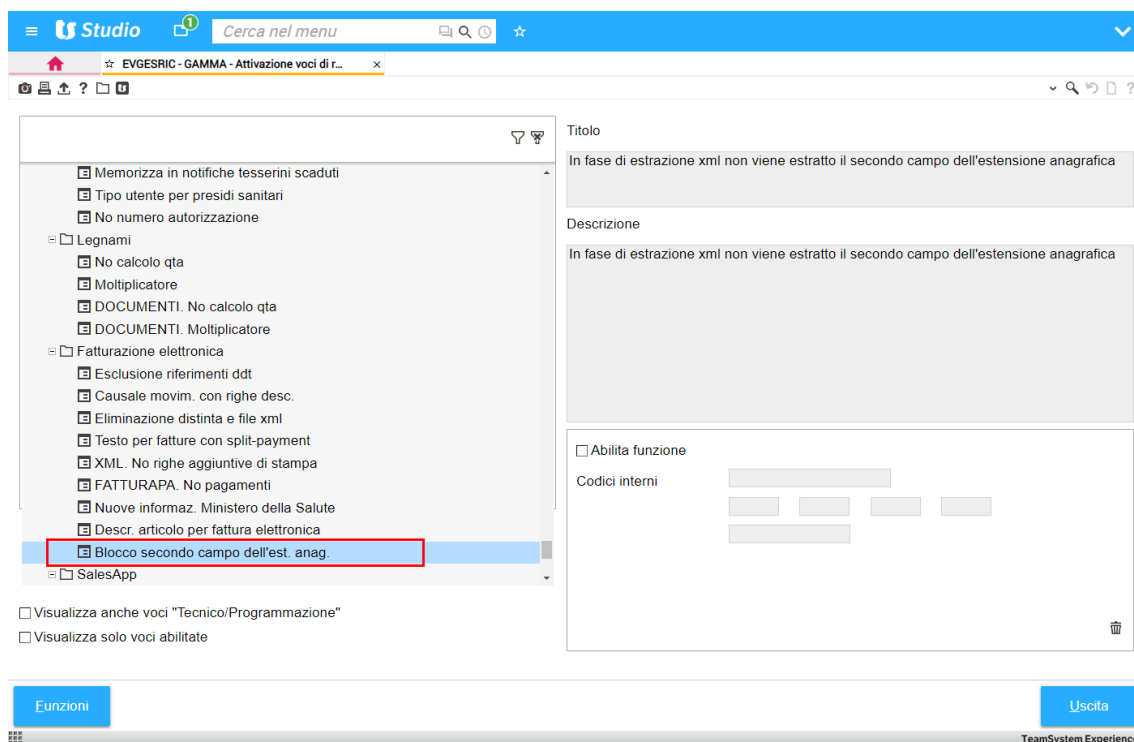 Studio
1
Cerca nel menu
EVGESRIC - GAMMA - Attivazione voci di r...
Memorizza in notifiche tesserini scaduti
Tipo utente per presidi sanitari
No numero autorizzazione
Legnami
No calcolo qta
Moltiplicatore
DOCUMENTI. No calcolo qta
DOCUMENTI. Moltiplicatore
Fatturazione elettronica
Esclusione riferimenti ddt
Causale movim. con righe desc.
Eliminazione distinta e file xml
Testo per fatture con split-payment
XML. No righe aggiuntive di stampa
FATTURAPA. No pagamenti
Nuove informaz. Ministero della Salute
Descr. articolo per fattura elettronica
Blocco secondo campo dell'est. anag.
SalesApp
Visualizza anche voci "Tecnico/Programmazione"
Visualizza solo voci abilitate
Titolo
In fase di estrazione xml non viene estratto il secondo campo dell'estensione anagrafica
Descrizione
In fase di estrazione xml non viene estratto il secondo campo dell'estensione anagrafica
Abilita funzione
Codici interni
Funzioni
Uscita
TeamSystem Experience